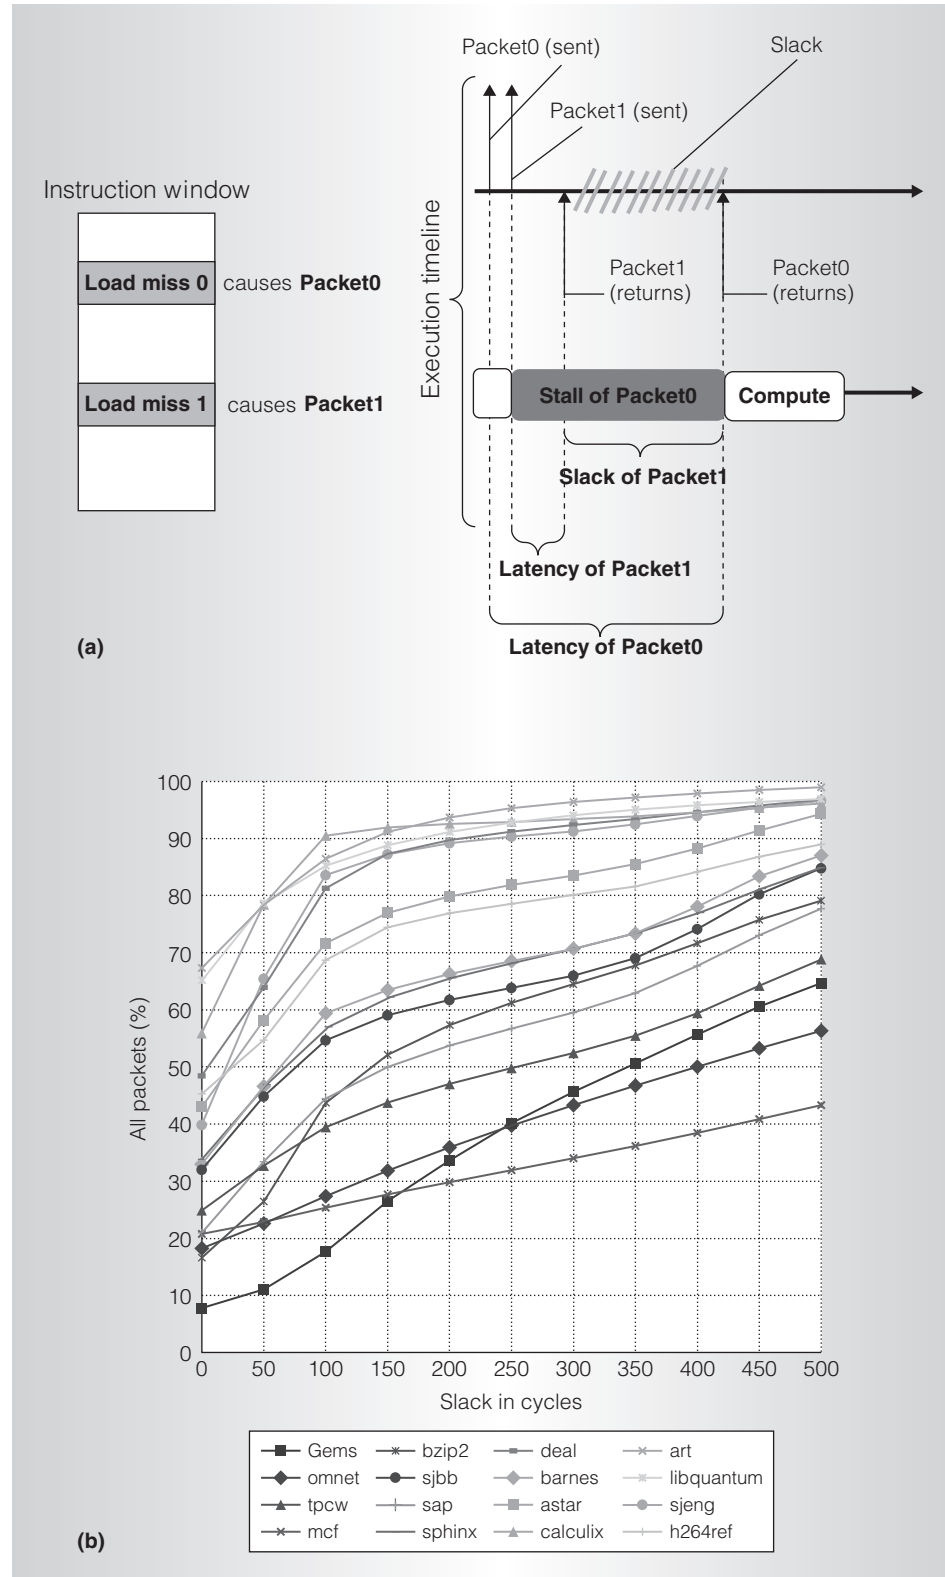 Packet0 (sent)
Slack
Packet1 (sent)
Instruction window
Load miss 0 causes Packet0
Load miss 1 causes Packet1
Execution timeline
Packet1
(returns)
Packet0
(returns)
Stall of Packet0
Compute
Slack of Packet1
Latency of Packet1
Latency of Packet0
(a)
100
90
80
70
60
50
40
30
20
10
0
All packets (%)
0 50 100 150 200 250 300 350 400 450 500
Slack in cycles
Gems bzip2 deal art
omnet sjbb barnes libquantum
tpcw sap astar sjeng
mcf sphinx calculix h264ref
(b)